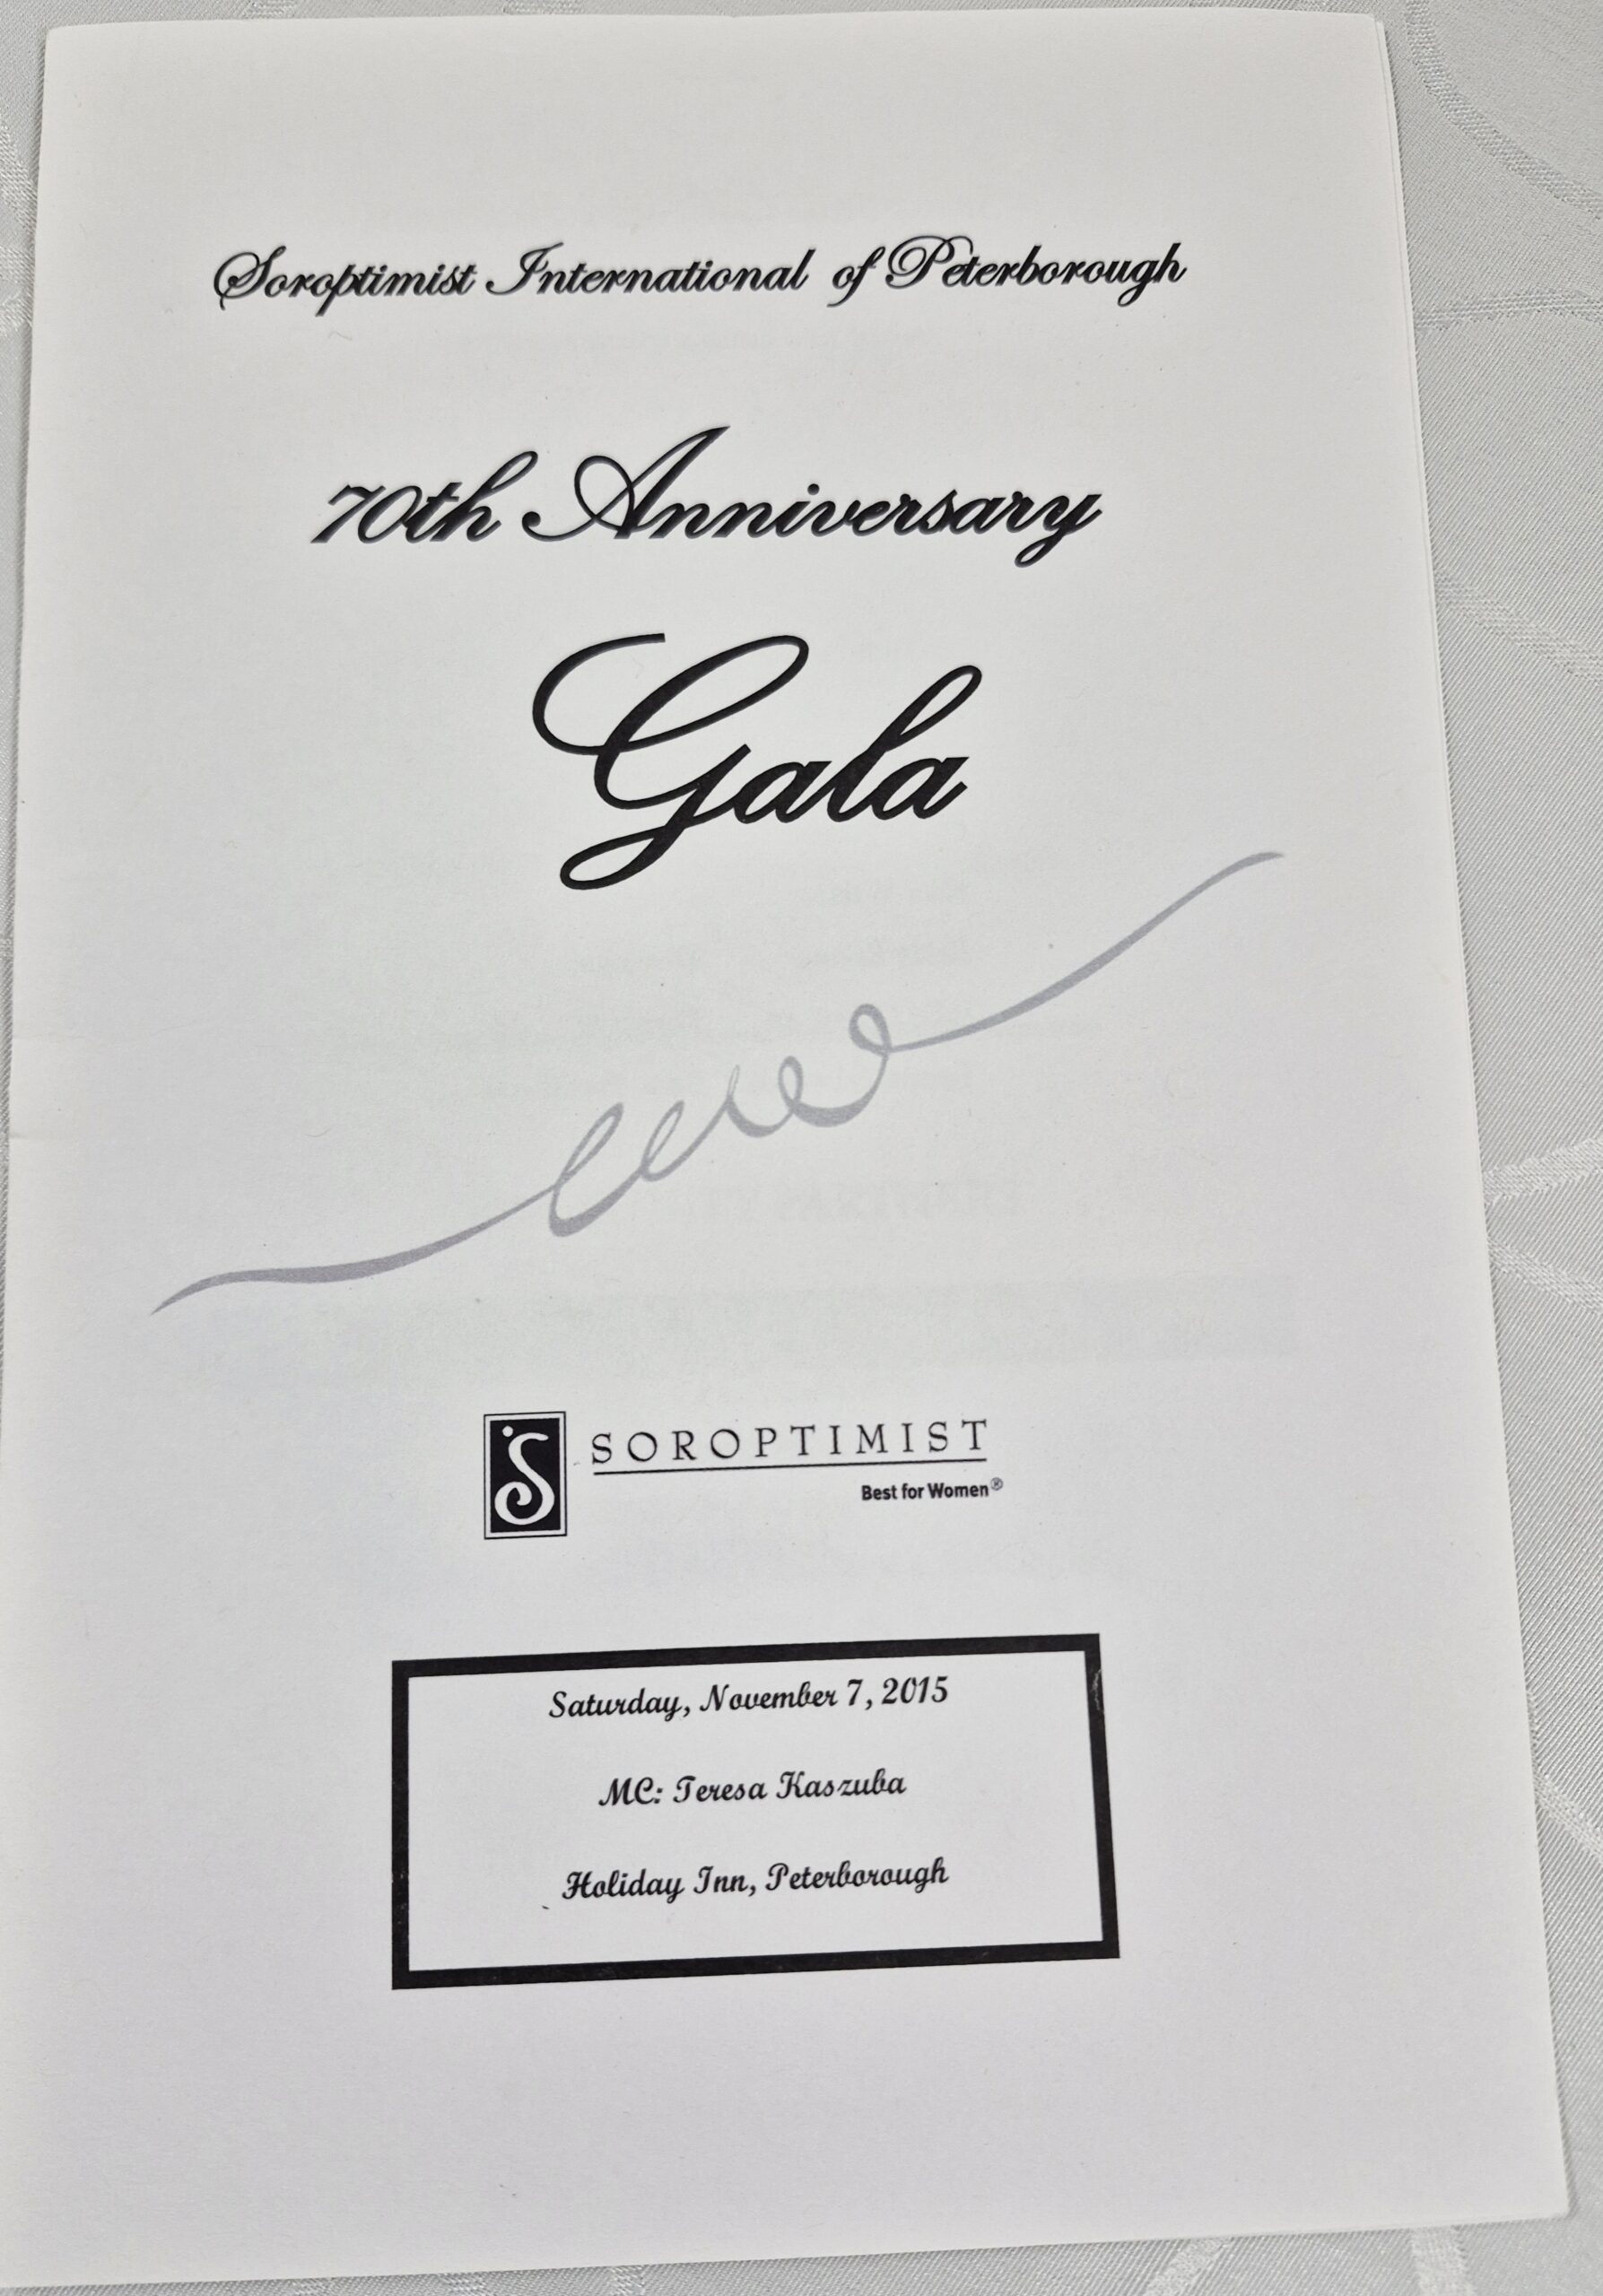 Soroptimist International of Peterborough
70th Anniversary
Gala
S SOROPTIMIST
Best for Women®
Saturday, November 7, 2015
MC: Teresa Kaszuba
Holiday Inn, Peterborough